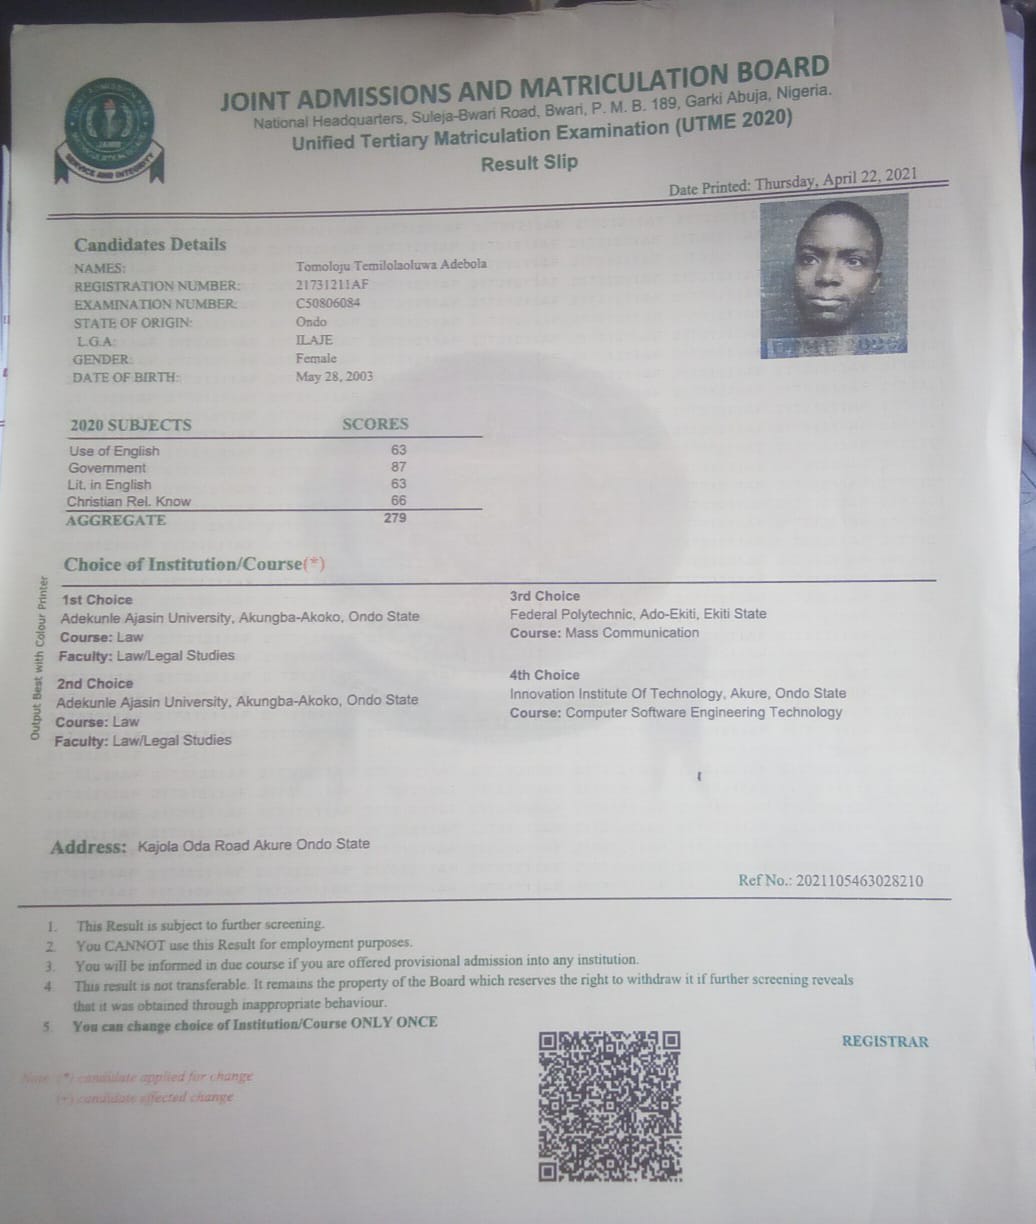 JOINT ADMISSIONS AND MATRICULATION BOARD
National Headquarters, Suleja-Bwari Road, Bwari, P. M. B. 189, Garki Abuja, Nigeria.
Unified Tertiary Matriculation Examination (UTME 2020)
Result Slip
SERVICE AND INTEGRITY
Date Printed: Thursday, April 22, 2021
Candidates Details
NAMES: Tomoloju Temilolaoluwa Adebola
REGISTRATION NUMBER: 21731211AF
EXAMINATION NUMBER: C50806084
STATE OF ORIGIN: Ondo
L.G.A: ILAJE
GENDER: Female
DATE OF BIRTH: May 28, 2003
2020 SUBJECTS SCORES
Use of English 63
Government 87
Lit. in English 63
Christian Rel. Know 66
AGGREGATE 279
Choice of Institution/Course(*)
1st Choice
Adekunle Ajasin University, Akungba-Akoko, Ondo State
Course: Law
Faculty: Law/Legal Studies
2nd Choice
Adekunle Ajasin University, Akungba-Akoko, Ondo State
Course: Law
Faculty: Law/Legal Studies
3rd Choice
Federal Polytechnic, Ado-Ekiti, Ekiti State
Course: Mass Communication
4th Choice
Innovation Institute Of Technology, Akure, Ondo State
Course: Computer Software Engineering Technology
Output Best with Colour Printer
Address: Kajola Oda Road Akure Ondo State
Ref No.: 2021105463028210
1. This Result is subject to further screening.
2. You CANNOT use this Result for employment purposes.
3. You will be informed in due course if you are offered provisional admission into any institution.
4. This result is not transferable. It remains the property of the Board which reserves the right to withdraw it if further screening reveals
that it was obtained through inappropriate behaviour.
5. You can change choice of Institution/Course ONLY ONCE
REGISTRAR
Note: (*) candidate applied for change
(+) candidate effected change